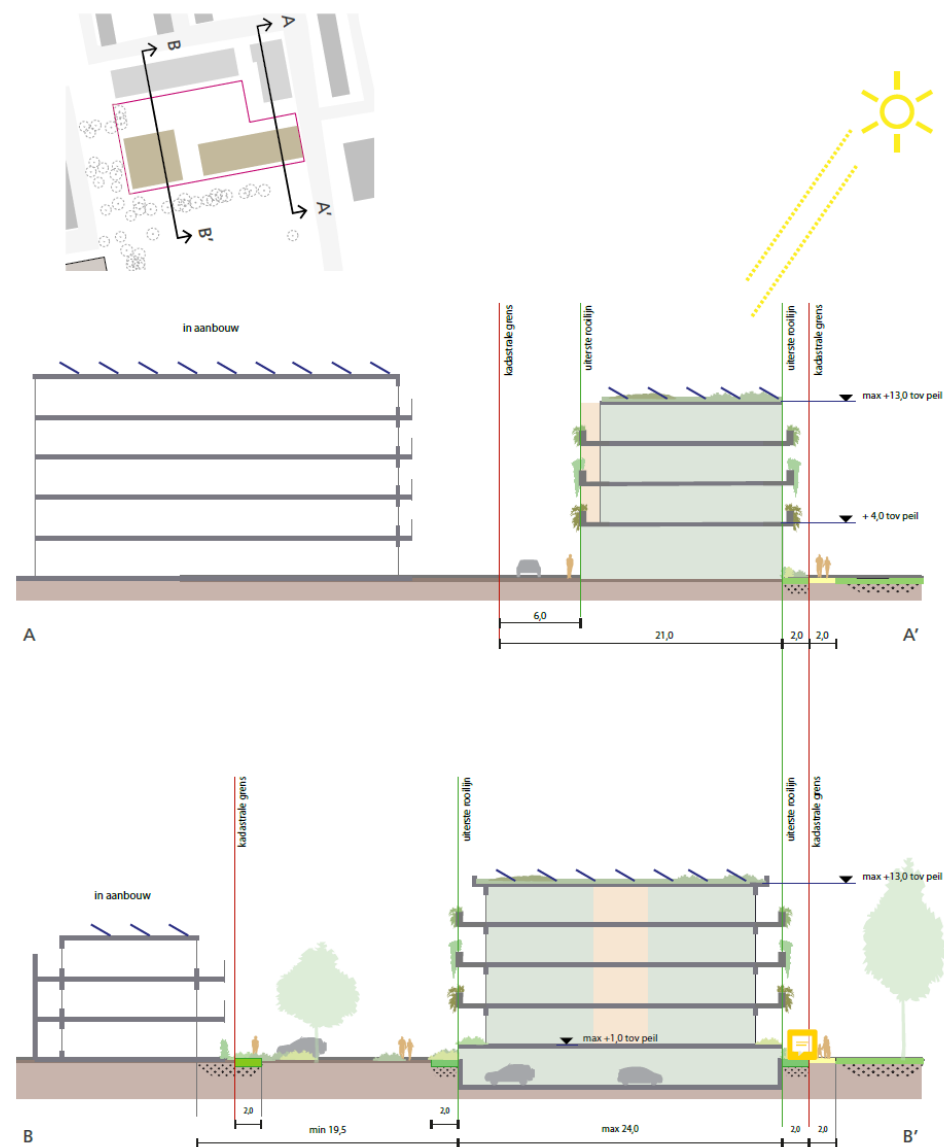 A
B
A'
B'
in aanbouw
kadastrale grens
uiterste rooilijn
uiterste rooilijn
kadastrale grens
max +13,0 tov peil
+ 4,0 tov peil
6,0
21,0
2,0
2,0
A
A'
kadastrale grens
uiterste rooilijn
uiterste rooilijn
kadastrale grens
in aanbouw
max +13,0 tov peil
max +1,0 tov peil
2,0
2,0
min 19,5
max 24,0
2,0
2,0
B
B'